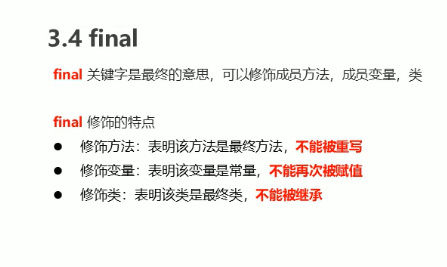 3.4 final
final 关键字是最终的意思，可以修饰成员方法，成员变量，类
final 修饰的特点
● 修饰方法：表明该方法是最终方法，不能被重写
● 修饰变量：表明该变量是常量，不能再次被赋值
● 修饰类：表明该类是最终类，不能被继承